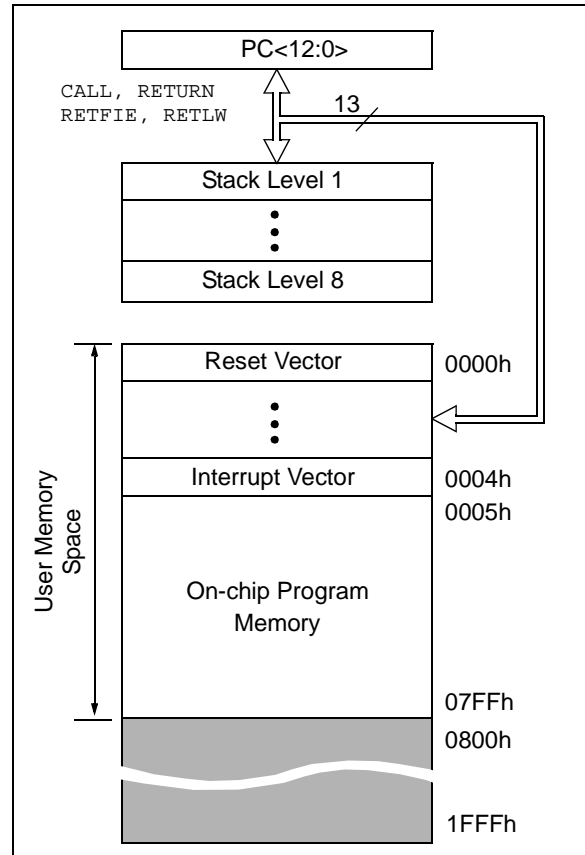 PC<12:0>
CALL, RETURN
RETFIE, RETLW
13
Stack Level 1
Stack Level 8
Reset Vector
0000h
Interrupt Vector
0004h
0005h
User Memory
Space
On-chip Program
Memory
07FFh
0800h
1FFFh